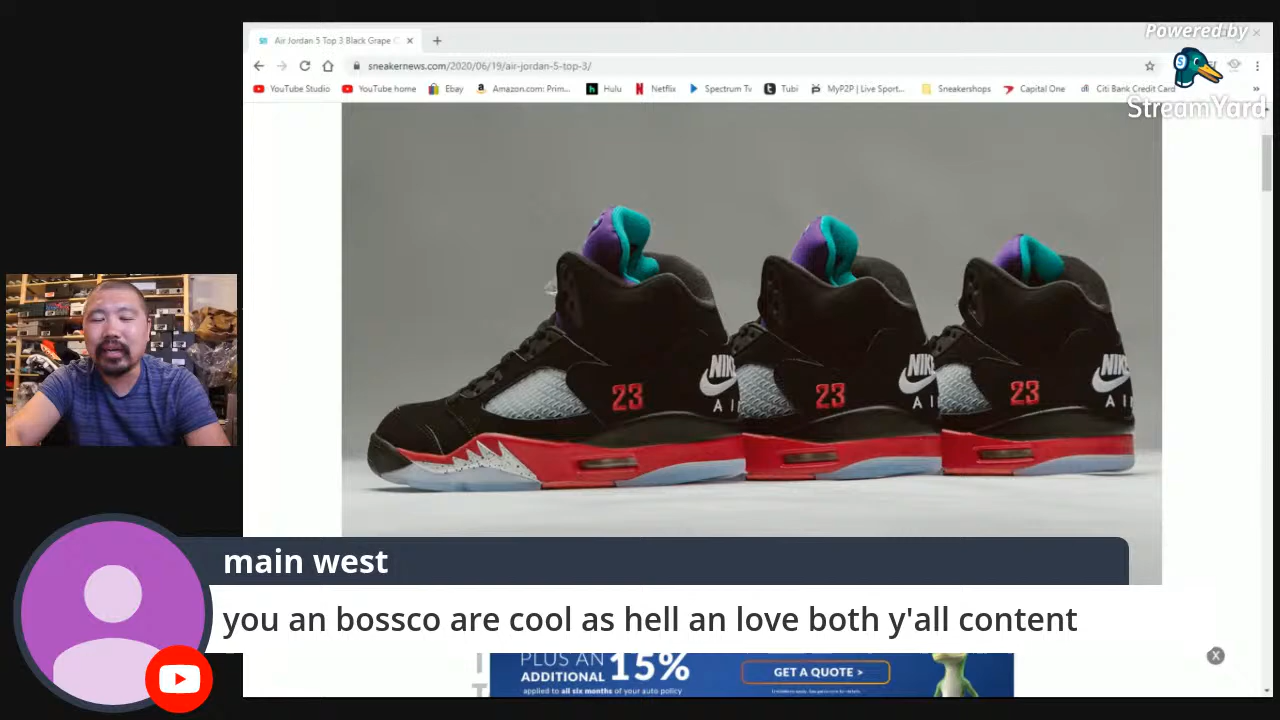 Powered by
StreamYard
Air Jordan 5 Top 3 Black Grape
sneakernews.com/2020/06/19/air-jordan-5-top-3/
YouTube Studio
YouTube home
Ebay
Amazon.com: Prim...
Hulu
Netflix
Spectrum Tv
Tubi
MyP2P | Live Sport...
Sneakershops
Capital One
Citi Bank Credit Card
23
NIKE
AI
23
NIKE
AI
23
NIKE
AI
main west
you an bossco are cool as hell an love both y'all content
PLUS AN
ADDITIONAL
15%
applied to all six months of your auto policy
GET A QUOTE >